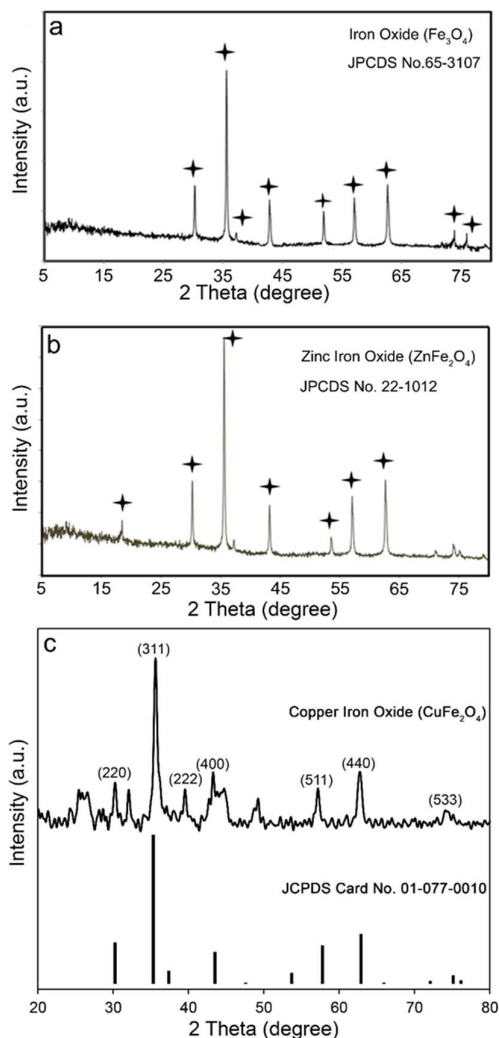 a
Iron Oxide (Fe₃O₄)
JPCDS No.65-3107
Intensity (a.u.)
5 15 25 35 45 55 65 75
2 Theta (degree)
b
Zinc Iron Oxide (ZnFe₂O₄)
JPCDS No. 22-1012
Intensity (a.u.)
5 15 25 35 45 55 65 75
2 Theta (degree)
c
(311)
Copper Iron Oxide (CuFe₂O₄)
(220) (222) (400) (511) (440) (533)
Intensity (a.u.)
JCPDS Card No. 01-077-0010
20 30 40 50 60 70 80
2 Theta (degree)